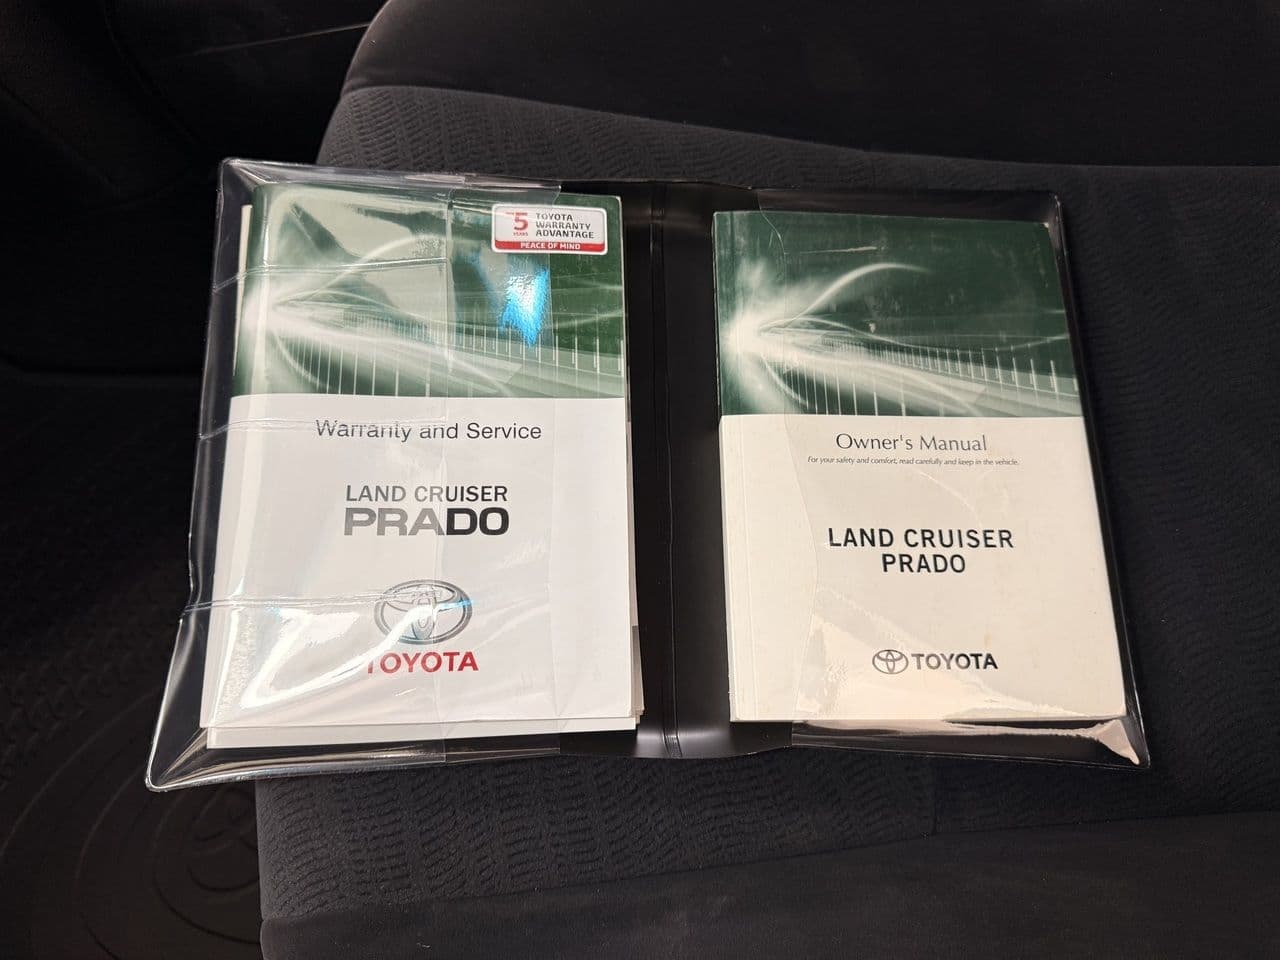 5 YEARS
TOYOTA
WARRANTY
ADVANTAGE
PEACE OF MIND
Warranty and Service
LAND CRUISER
PRADO
TOYOTA
Owner's Manual
For your safety and comfort, read carefully and keep in the vehicle.
LAND CRUISER
PRADO
TOYOTA